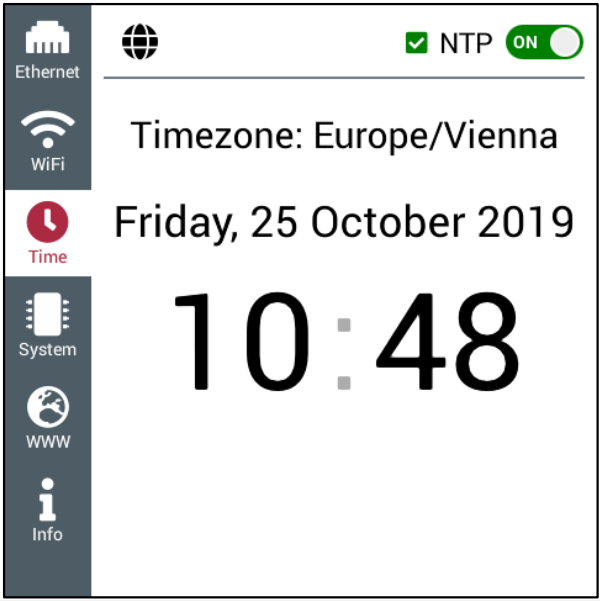 Ethernet
WiFi
Time
System
WWW
Info
NTP ON
Timezone: Europe/Vienna
Friday, 25 October 2019
10:48